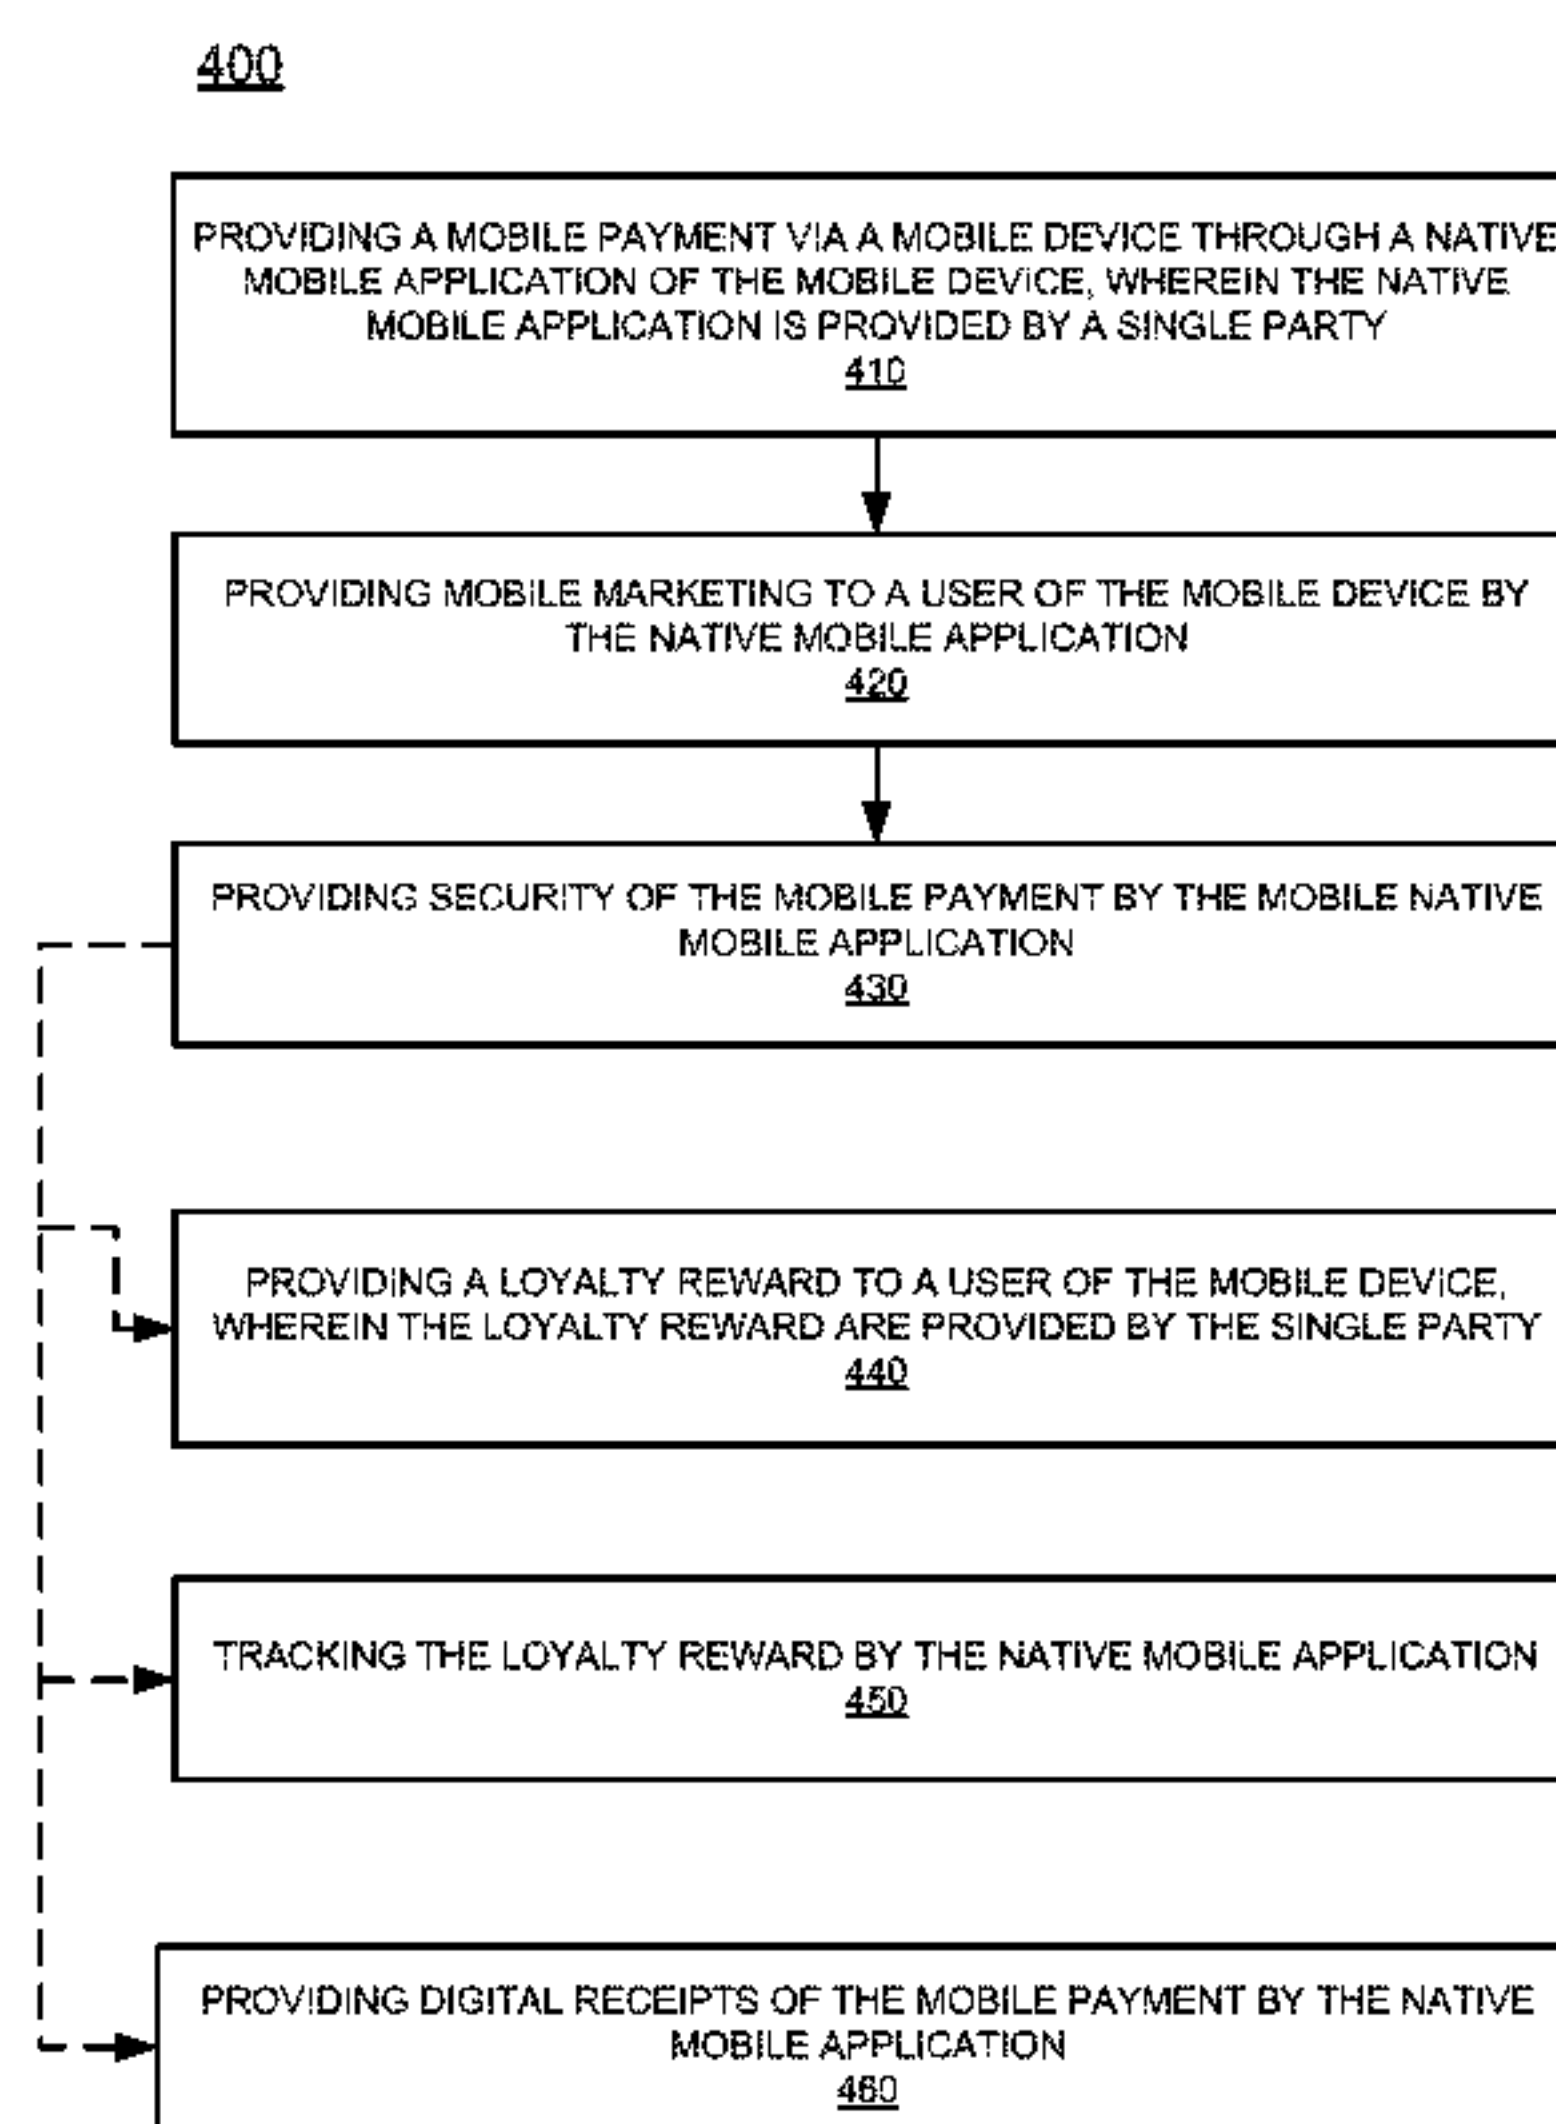 400
PROVIDING A MOBILE PAYMENT VIA A MOBILE DEVICE THROUGH A NATIVE
MOBILE APPLICATION OF THE MOBILE DEVICE, WHEREIN THE NATIVE
MOBILE APPLICATION IS PROVIDED BY A SINGLE PARTY
410
PROVIDING MOBILE MARKETING TO A USER OF THE MOBILE DEVICE BY
THE NATIVE MOBILE APPLICATION
420
PROVIDING SECURITY OF THE MOBILE PAYMENT BY THE MOBILE NATIVE
MOBILE APPLICATION
430
PROVIDING A LOYALTY REWARD TO A USER OF THE MOBILE DEVICE,
WHEREIN THE LOYALTY REWARD ARE PROVIDED BY THE SINGLE PARTY
440
TRACKING THE LOYALTY REWARD BY THE NATIVE MOBILE APPLICATION
450
PROVIDING DIGITAL RECEIPTS OF THE MOBILE PAYMENT BY THE NATIVE
MOBILE APPLICATION
460